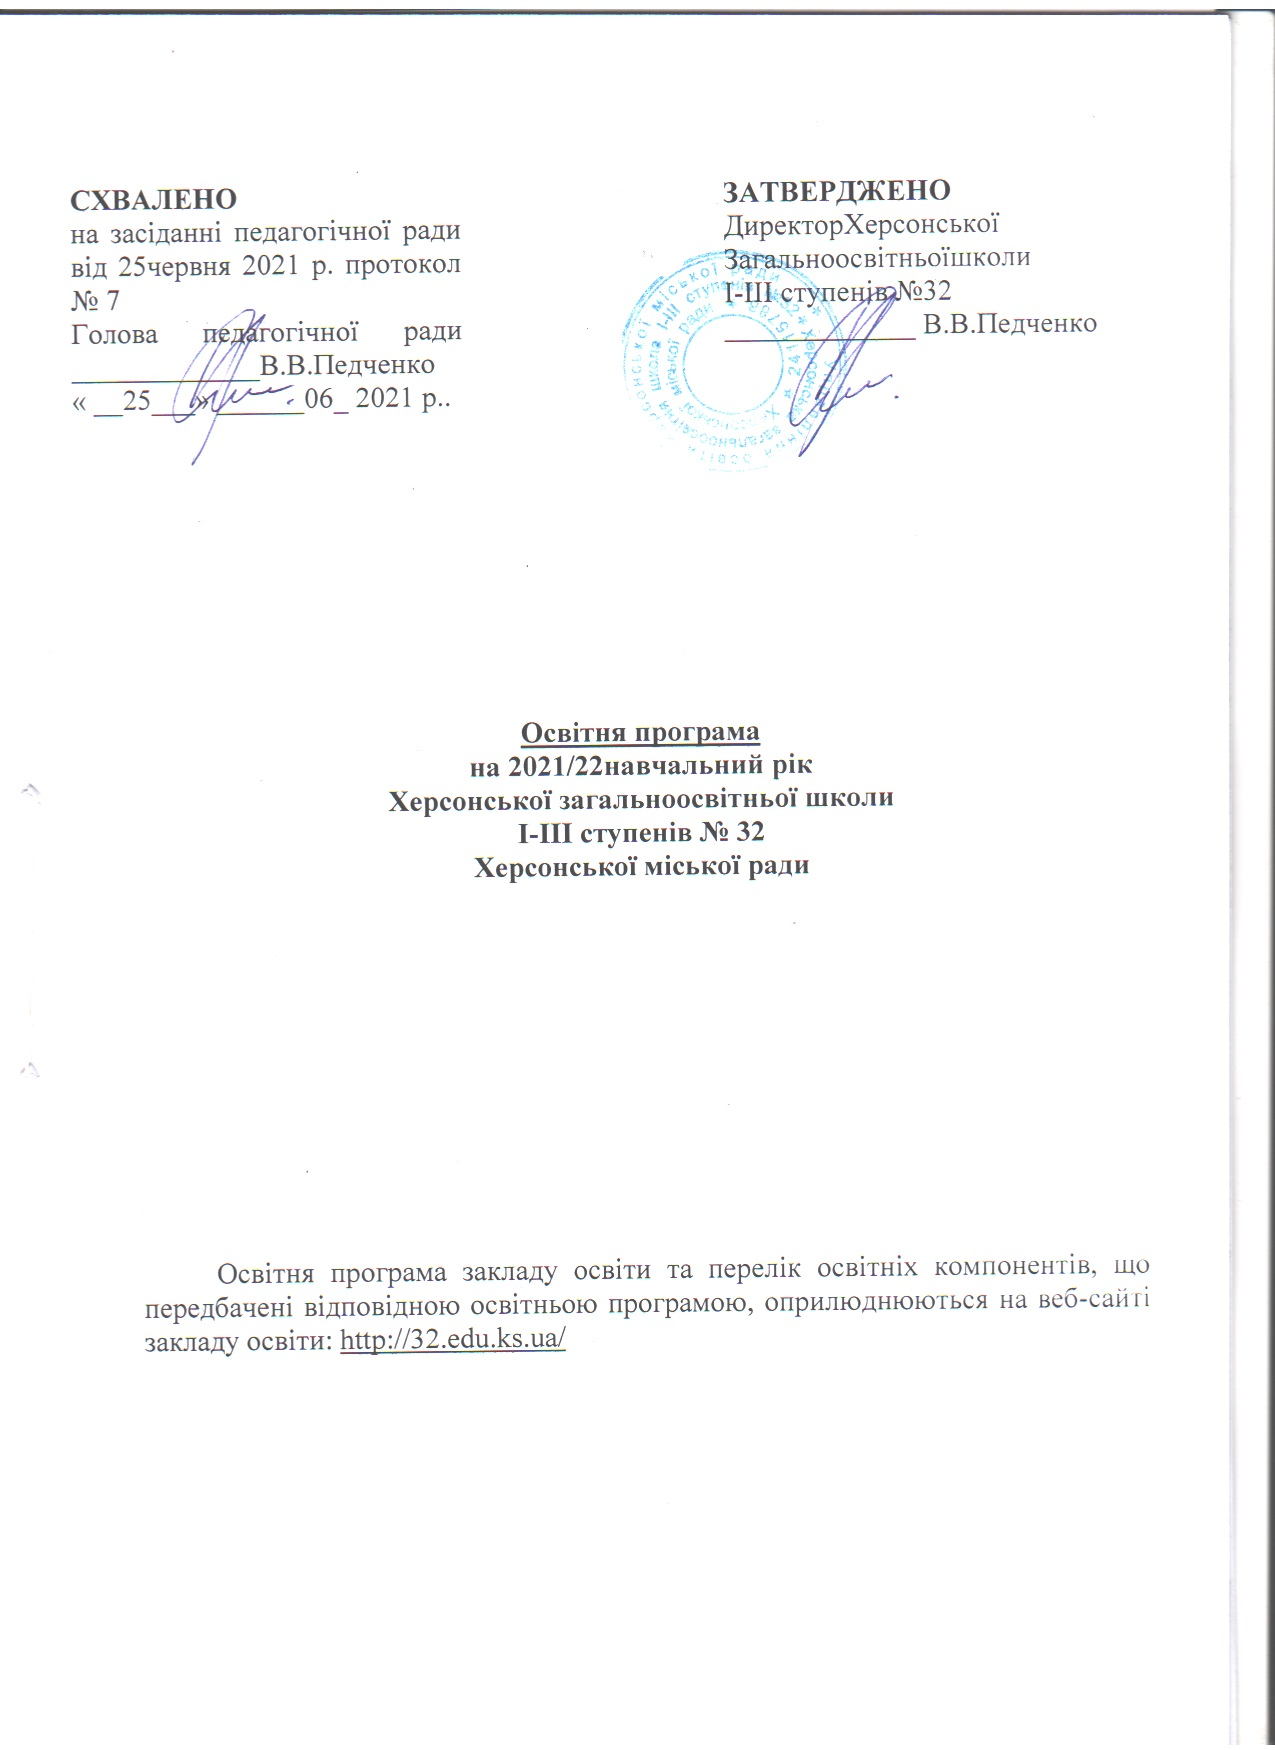 СХВАЛЕНО
на засіданні педагогічної ради
від 25червня 2021 р. протокол
№ 7
Голова педагогічної ради
_____________В.В.Педченко
« __25___»______06_ 2021 р..
ЗАТВЕРДЖЕНО
ДиректорХерсонської
Загальноосвітньоїшколи
І-ІІІ ступенів №32
_____________ В.В.Педченко
Освітня програма
на 2021/22навчальний рік
Херсонської загальноосвітньої школи
І-ІІІ ступенів № 32
Херсонської міської ради
Освітня програма закладу освіти та перелік освітніх компонентів, що
передбачені відповідною освітньою програмою, оприлюднюються на веб-сайті
закладу освіти: http://32.edu.ks.ua/